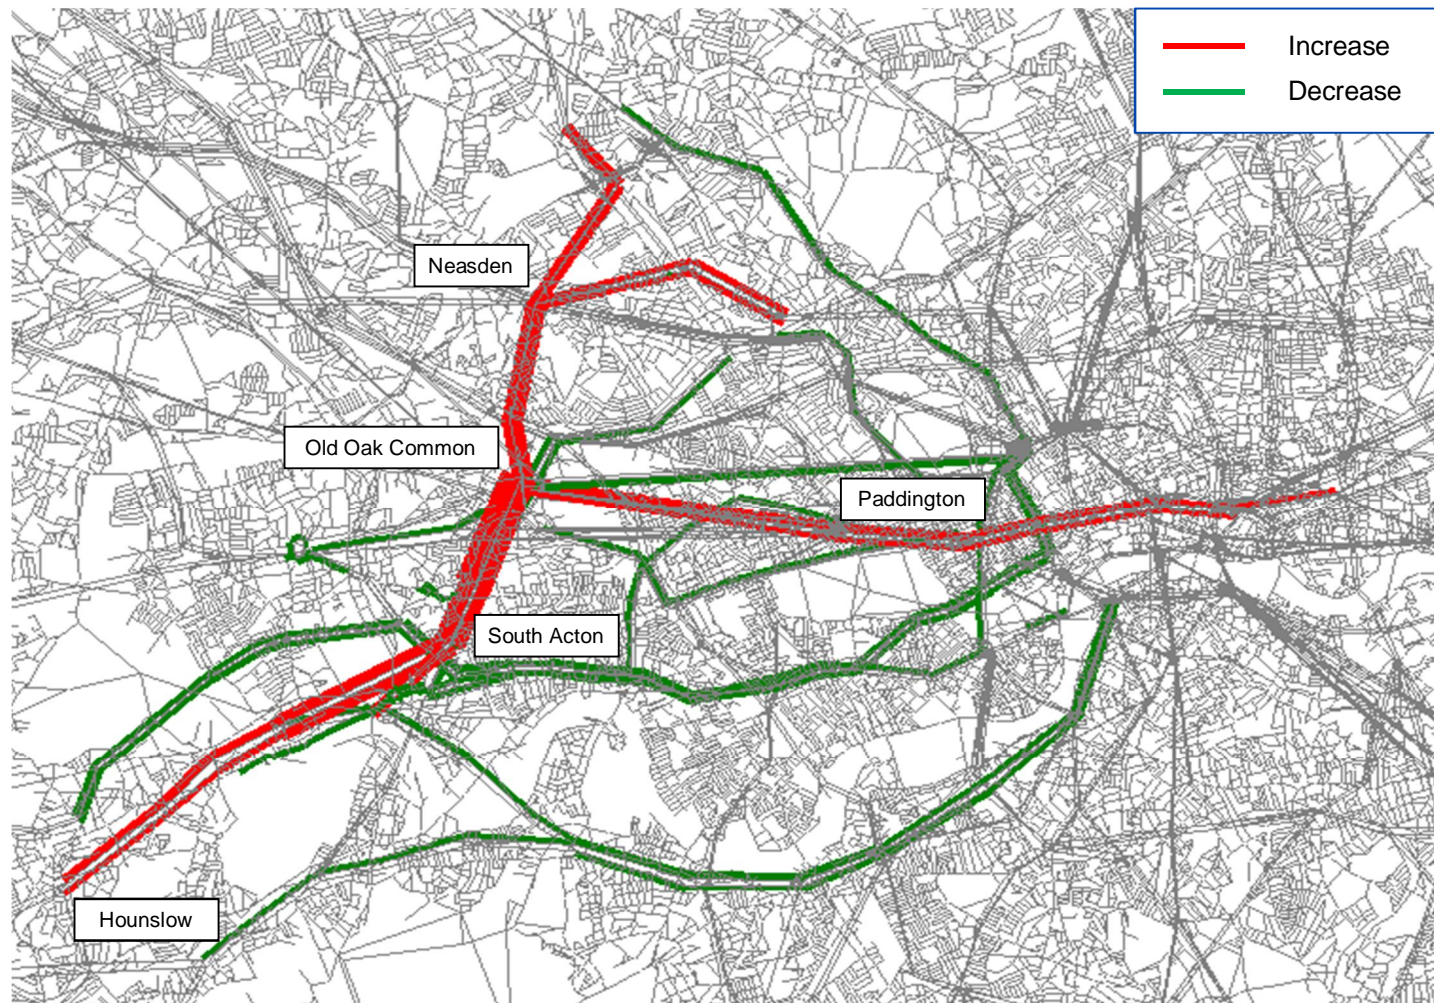 Increase
Decrease
Neasden
Old Oak Common
Paddington
South Acton
Hounslow